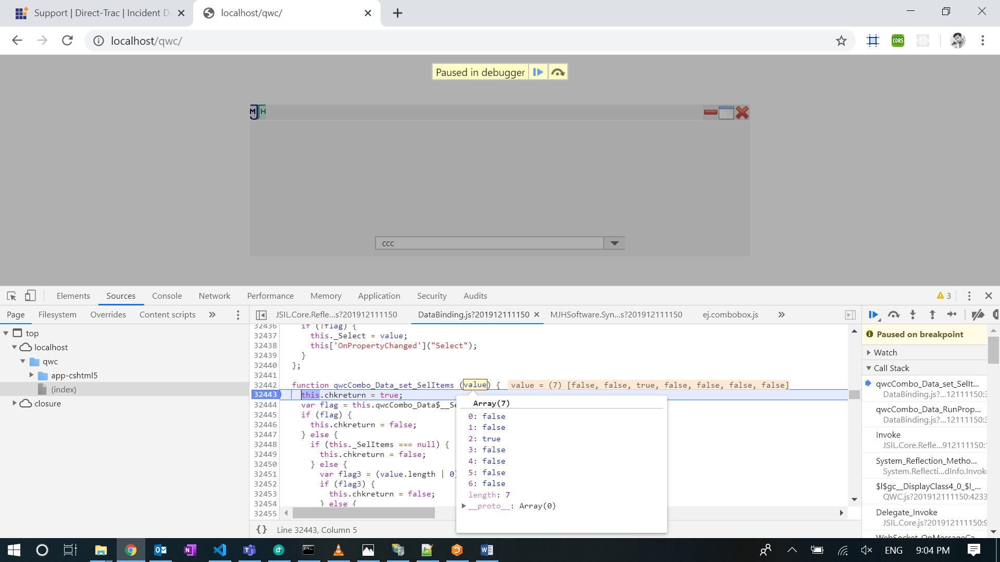 Support | Direct-Trac | Incident D
localhost/qwc/
localhost/qwc/
CORS
Paused in debugger
MJH
ccc
Elements
Sources
Console
Network
Performance
Memory
Application
Security
Audits
3
Page
Filesystem
Overrides
Content scripts
JSIL.Core.Refle...s?201912111150
DataBinding.js?201912111150
MJHSoftware.Syn...s?201912111150
ej.combobox.js
top
localhost
qwc
app-cshtml5
(index)
closure
32436 if (!flag) {
32437 this._Select = value;
32438 this['OnPropertyChanged']("Select");
32439 }
32440 };
32441
32442 function qwcCombo_Data_set_SelItems (value) { value = (7) [false, false, true, false, false, false, false]
32443 this.chkreturn = true;
32444 var flag = this.qwcCombo_Data$__Se
32445 if (flag) {
32446 this.chkreturn = false;
32447 } else {
32448 if (this._SelItems === null) {
32449 this.chkreturn = false;
32450 } else {
32451 var flag3 = (value.length | 0)
32452 if (flag3) {
32453 this.chkreturn = false;
32454 } else {
32455
Array(7)
0: false
1: false
2: true
3: false
4: false
5: false
6: false
length: 7
__proto__: Array(0)
{} Line 32443, Column 5
Paused on breakpoint
Watch
Call Stack
qwcCombo_Data_set_SelIt...
DataBinding.js?...12111150:3
qwcCombo_Data_RunProp...
DataBinding.js?...12111150:3
Invoke
JSIL.Core.Refle...912111150:1
System_Reflection_Metho...
System.Reflecti...dInfo.Invoke
$l$gc__DisplayClass4_0_$l_...
QWC.js?201912111150:4233
Delegate_Invoke
JSIL.Core.js?201912111150:9
WebSocket_OnMessageCa
ENG
9:04 PM